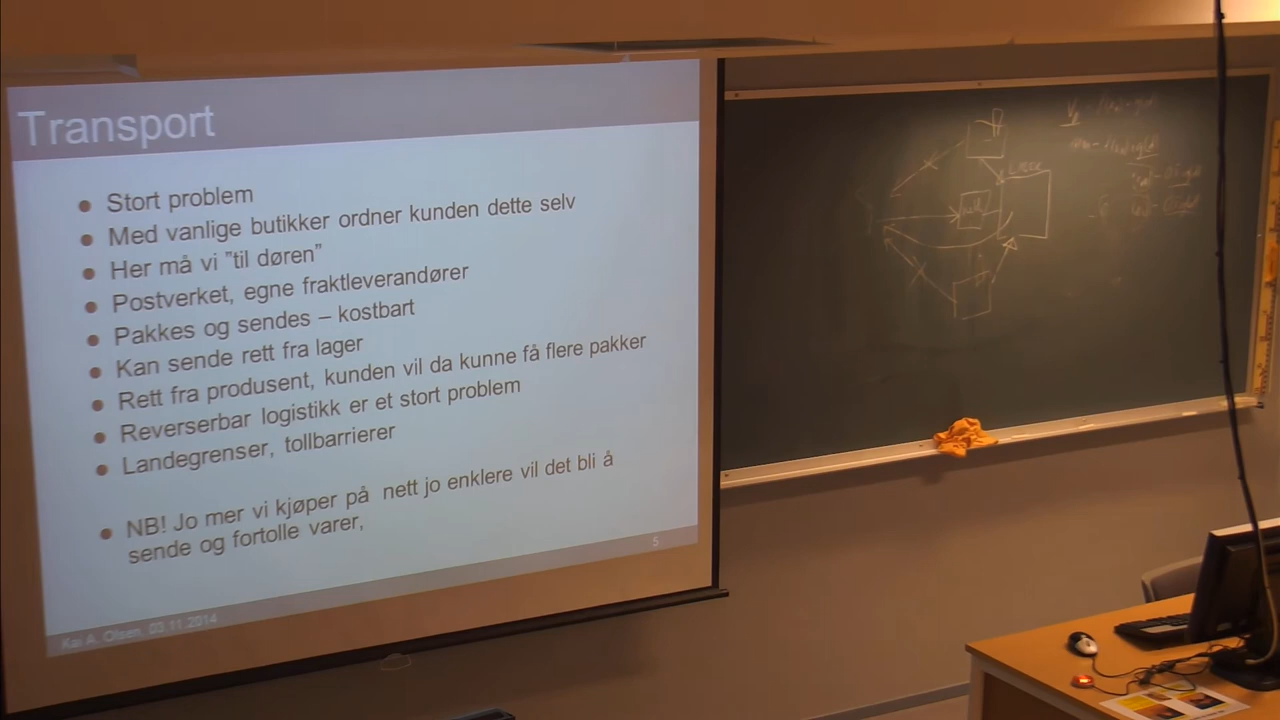 Transport
Stort problem
Med vanlige butikker ordner kunden dette selv
Her må vi ”til døren”
Postverket, egne fraktleverandører
Pakkes og sendes – kostbart
Kan sende rett fra lager
Rett fra produsent, kunden vil da kunne få flere pakker
Reverserbar logistikk er et stort problem
Landegrenser, tollbarrierer
NB! Jo mer vi kjøper på nett jo enklere vil det bli å
sende og fortolle varer,
5
Kai A. Olsen, 03.11.2014